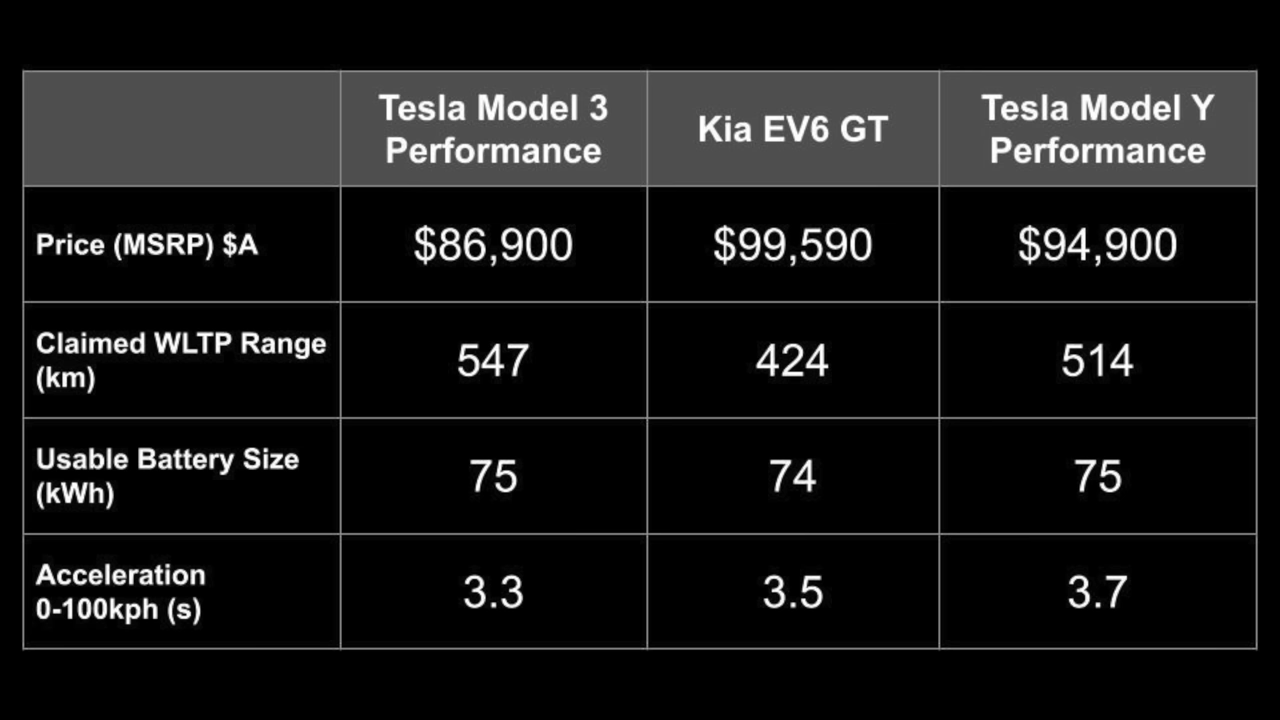 Tesla Model 3
Performance
Kia EV6 GT
Tesla Model Y
Performance
Price (MSRP) $A
$86,900
$99,590
$94,900
Claimed WLTP Range
(km)
547
424
514
Usable Battery Size
(kWh)
75
74
75
Acceleration
0-100kph (s)
3.3
3.5
3.7